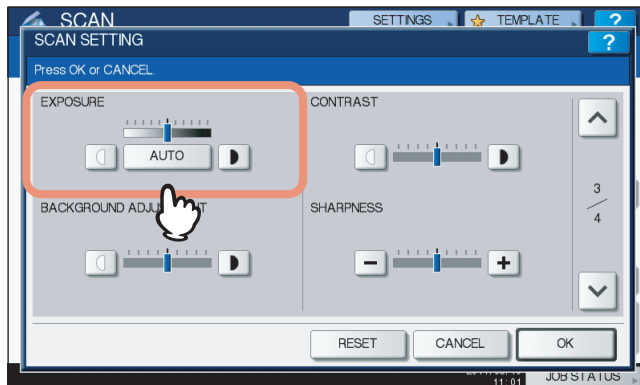 SCAN
SETTINGS
TEMPLATE
?
SCAN SETTING
?
Press OK or CANCEL.
EXPOSURE
CONTRAST
AUTO
3
4
BACKGROUND
SHARPNESS
RESET
CANCEL
OK
11:01
JOB STATUS